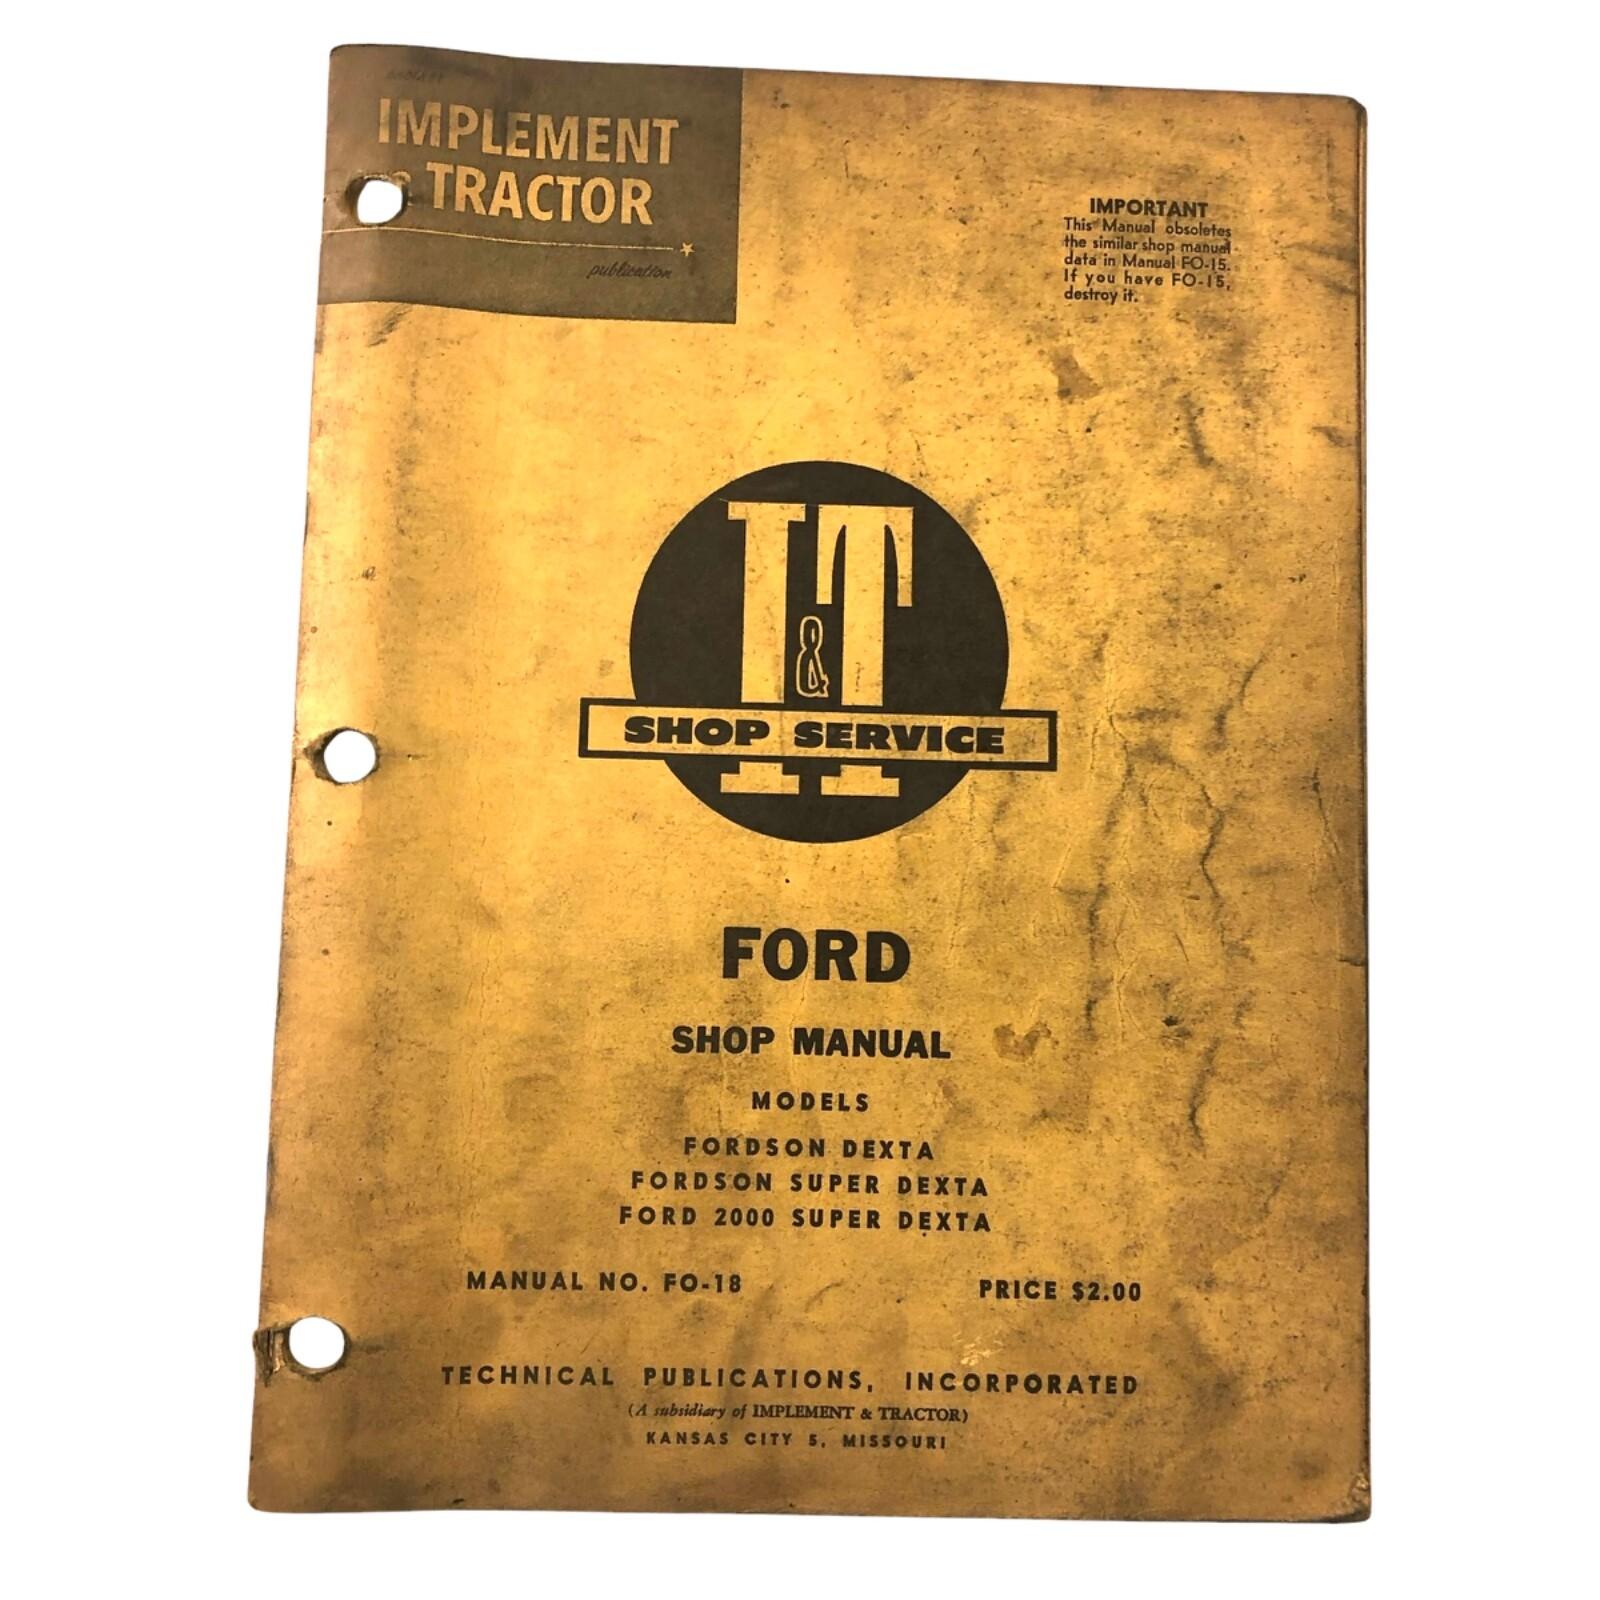 IMPLEMENT
& TRACTOR
publication
IMPORTANT
This Manual obsoletes
the similar shop manual
data in Manual FO-15.
If you have FO-15,
destroy it.
I&T
SHOP SERVICE
FORD
SHOP MANUAL
MODELS
FORDSON DEXTA
FORDSON SUPER DEXTA
FORD 2000 SUPER DEXTA
MANUAL NO. FO-18 PRICE $2.00
TECHNICAL PUBLICATIONS, INCORPORATED
(A subsidiary of IMPLEMENT & TRACTOR)
KANSAS CITY 5, MISSOURI